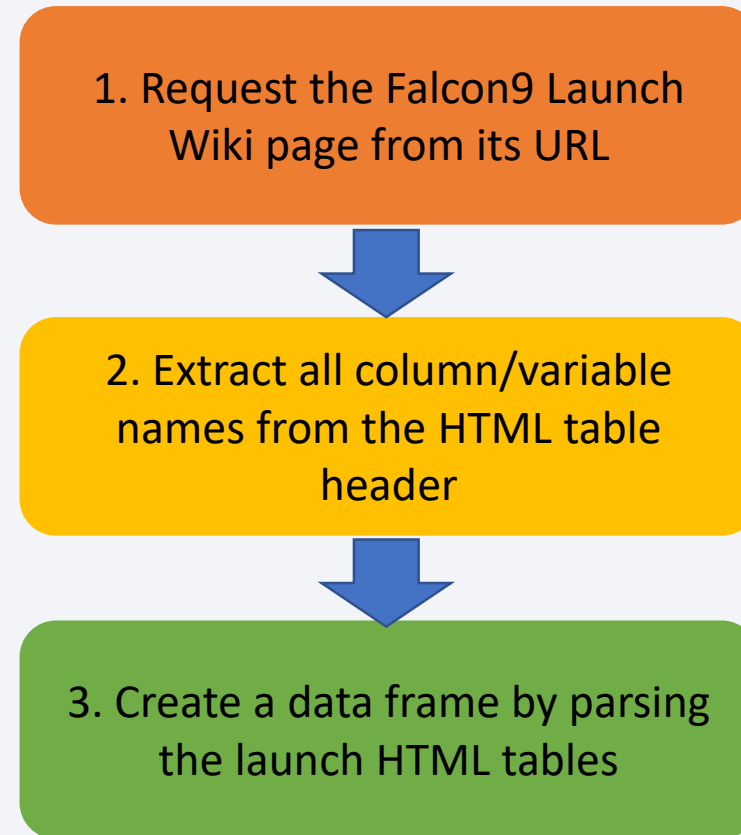 1. Request the Falcon9 Launch
Wiki page from its URL
2. Extract all column/variable
names from the HTML table
header
3. Create a data frame by parsing
the launch HTML tables